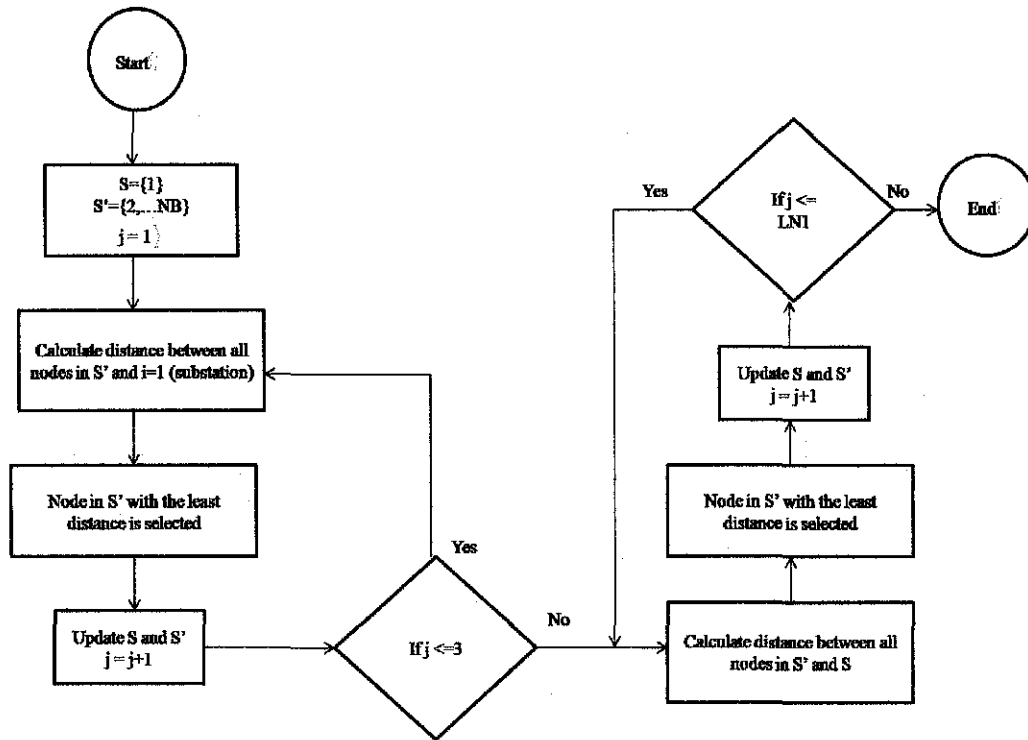 Start
S={1}
S'={2,...NB}
j = 1
Calculate distance between all
nodes in S' and i=1 (substation)
Node in S' with the least
distance is selected
Update S and S'
j = j+1
If j <=3
Yes
No
Calculate distance between all
nodes in S' and S
Node in S' with the least
distance is selected
Update S and S'
j = j+1
If j <=
LN1
Yes
No
End